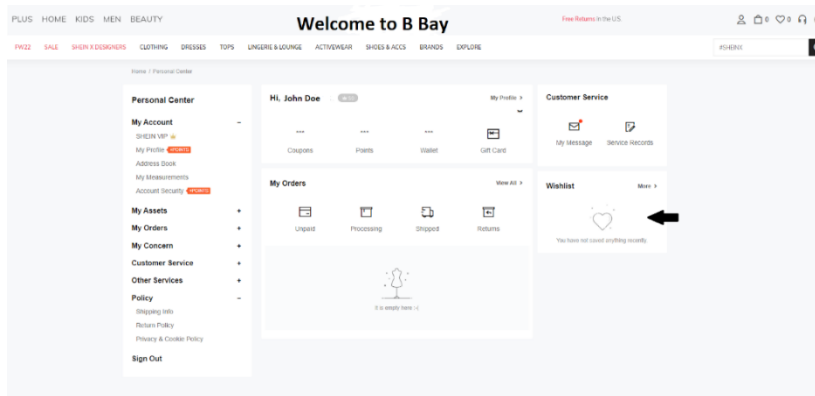 PLUS HOME KIDS MEN BEAUTY
Welcome to B Bay
Free Returns in the U.S
0
0
FW22 SALE SHEIN X DESIGNERS CLOTHING DRESSES TOPS LINGERIE & LOUNGE ACTIVEWEAR SHOES & ACCS BRANDS EXPLORE
#SHEINX
Home / Personal Center
Personal Center
My Account
SHEIN VIP
My Profile +POINTS
Address Book
My Measurements
Account Security +POINTS
My Assets +
My Orders +
My Concern +
Customer Service +
Other Services +
Policy -
Shipping Info
Return Policy
Privacy & Cookie Policy
Sign Out
Hi, John Doe
My Profile >
Coupons Points Wallet Gift Card
My Orders
View All >
Unpaid Processing Shipped Returns
It is empty here :-(
Customer Service
My Message Service Records
Wishlist
More >
You have not saved anything recently